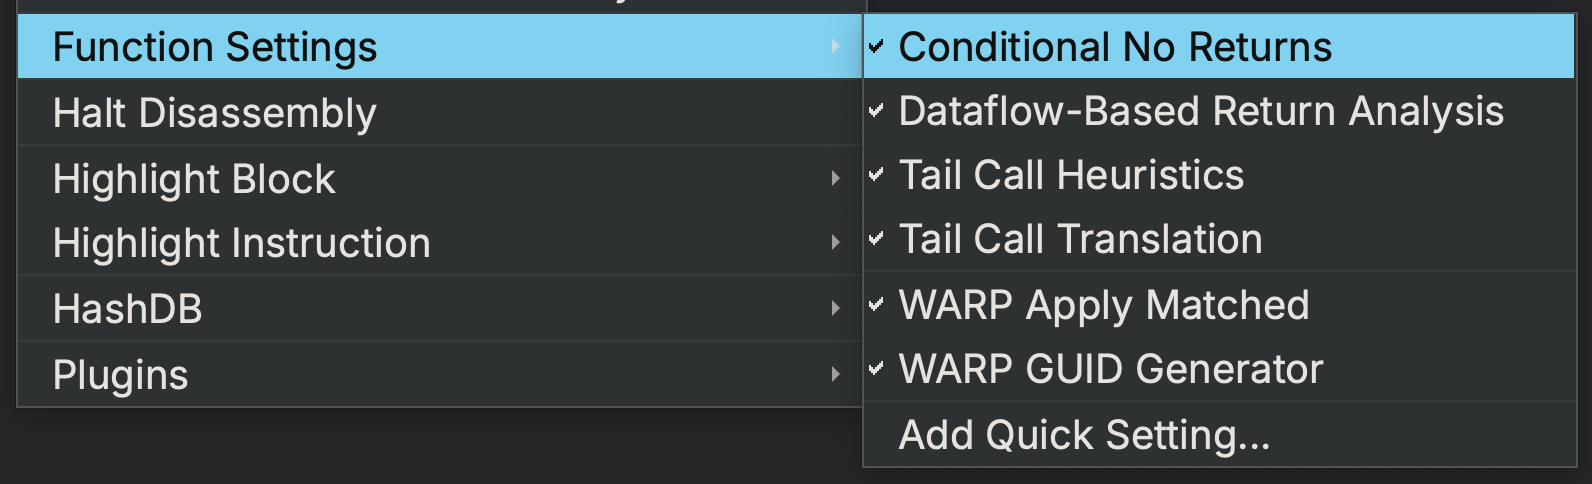 Function Settings
Halt Disassembly
Highlight Block
Highlight Instruction
HashDB
Plugins
Conditional No Returns
Dataflow-Based Return Analysis
Tail Call Heuristics
Tail Call Translation
WARP Apply Matched
WARP GUID Generator
Add Quick Setting...